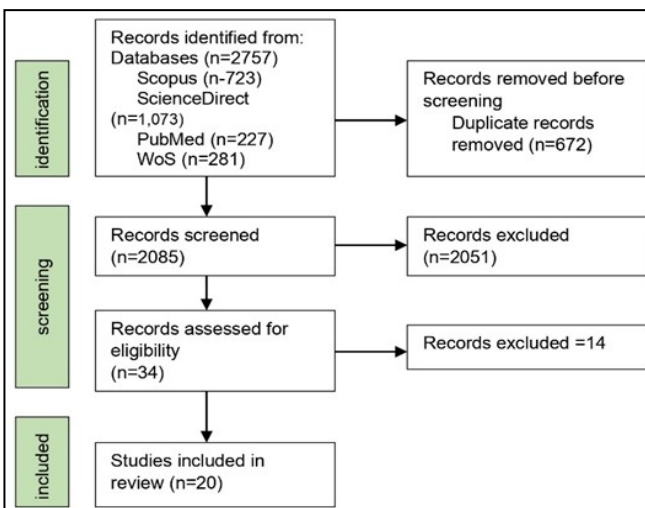 identification
Records identified from:
Databases (n=2757)
Scopus (n-723)
ScienceDirect
(n=1,073)
PubMed (n=227)
WoS (n=281)
Records removed before
screening
Duplicate records
removed (n=672)
screening
Records screened
(n=2085)
Records excluded
(n=2051)
Records assessed for
eligibility
(n=34)
Records excluded =14
included
Studies included in
review (n=20)